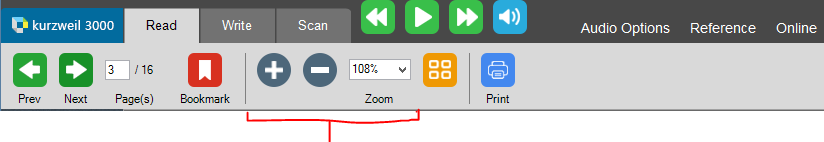 kurzweil 3000 Read Write Scan Audio Options Reference Online
3 / 16 108%
Prev Next Page(s) Bookmark Zoom Print